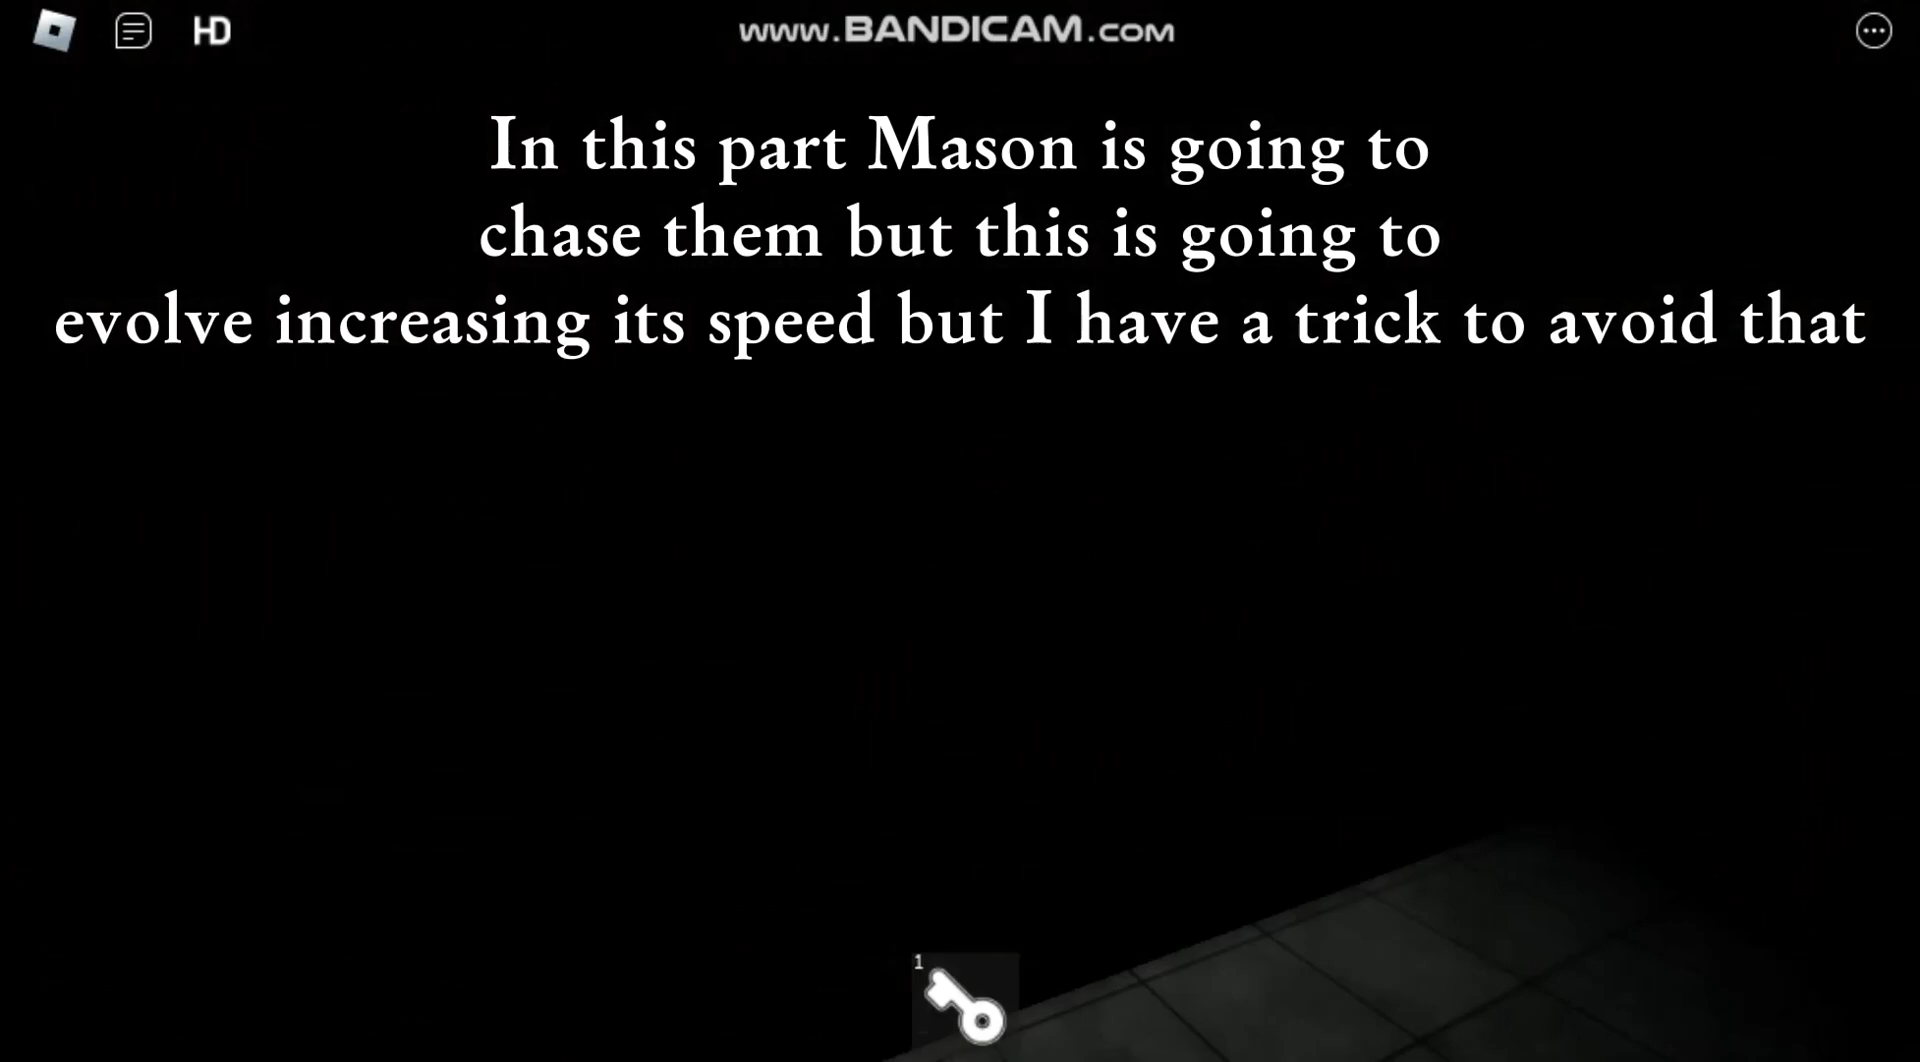 HD
www.BANDICAM.com
In this part Mason is going to
chase them but this is going to
evolve increasing its speed but I have a trick to avoid that
1